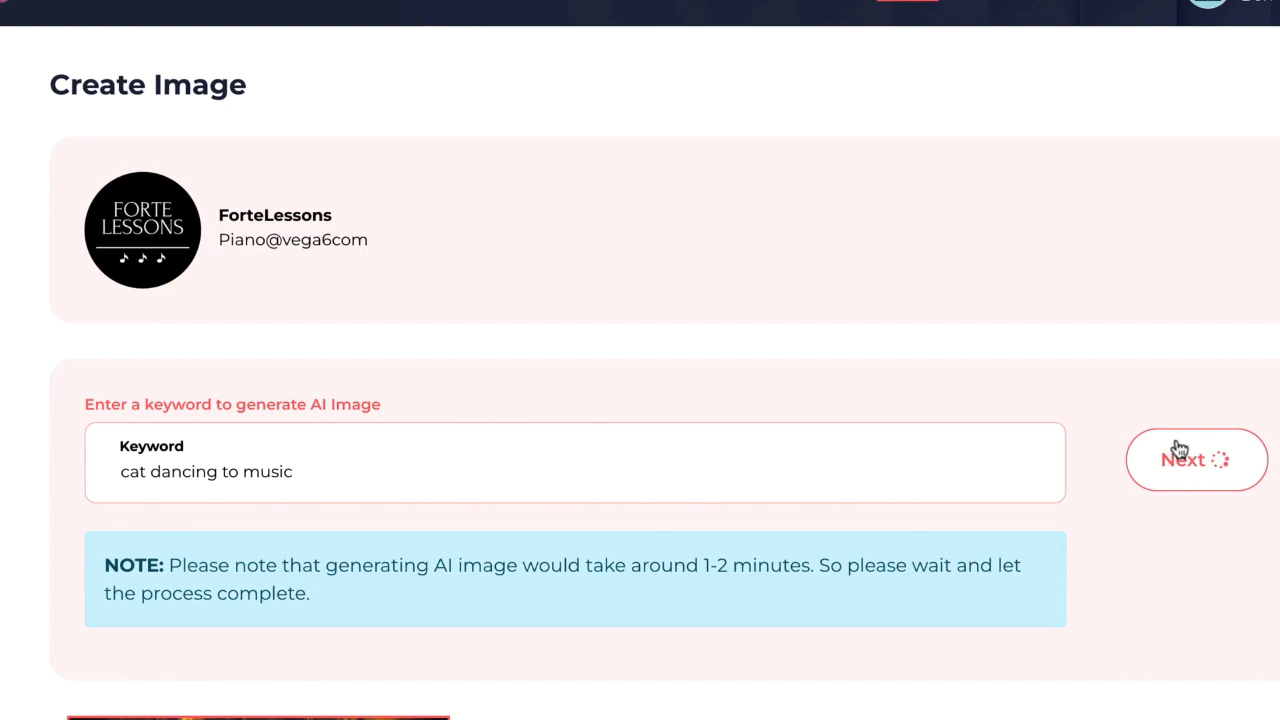 Create Image
FORTE
LESSONS
ForteLessons
Piano@vega6com
Enter a keyword to generate AI Image
Keyword
cat dancing to music
Next
NOTE: Please note that generating AI image would take around 1-2 minutes. So please wait and let
the process complete.